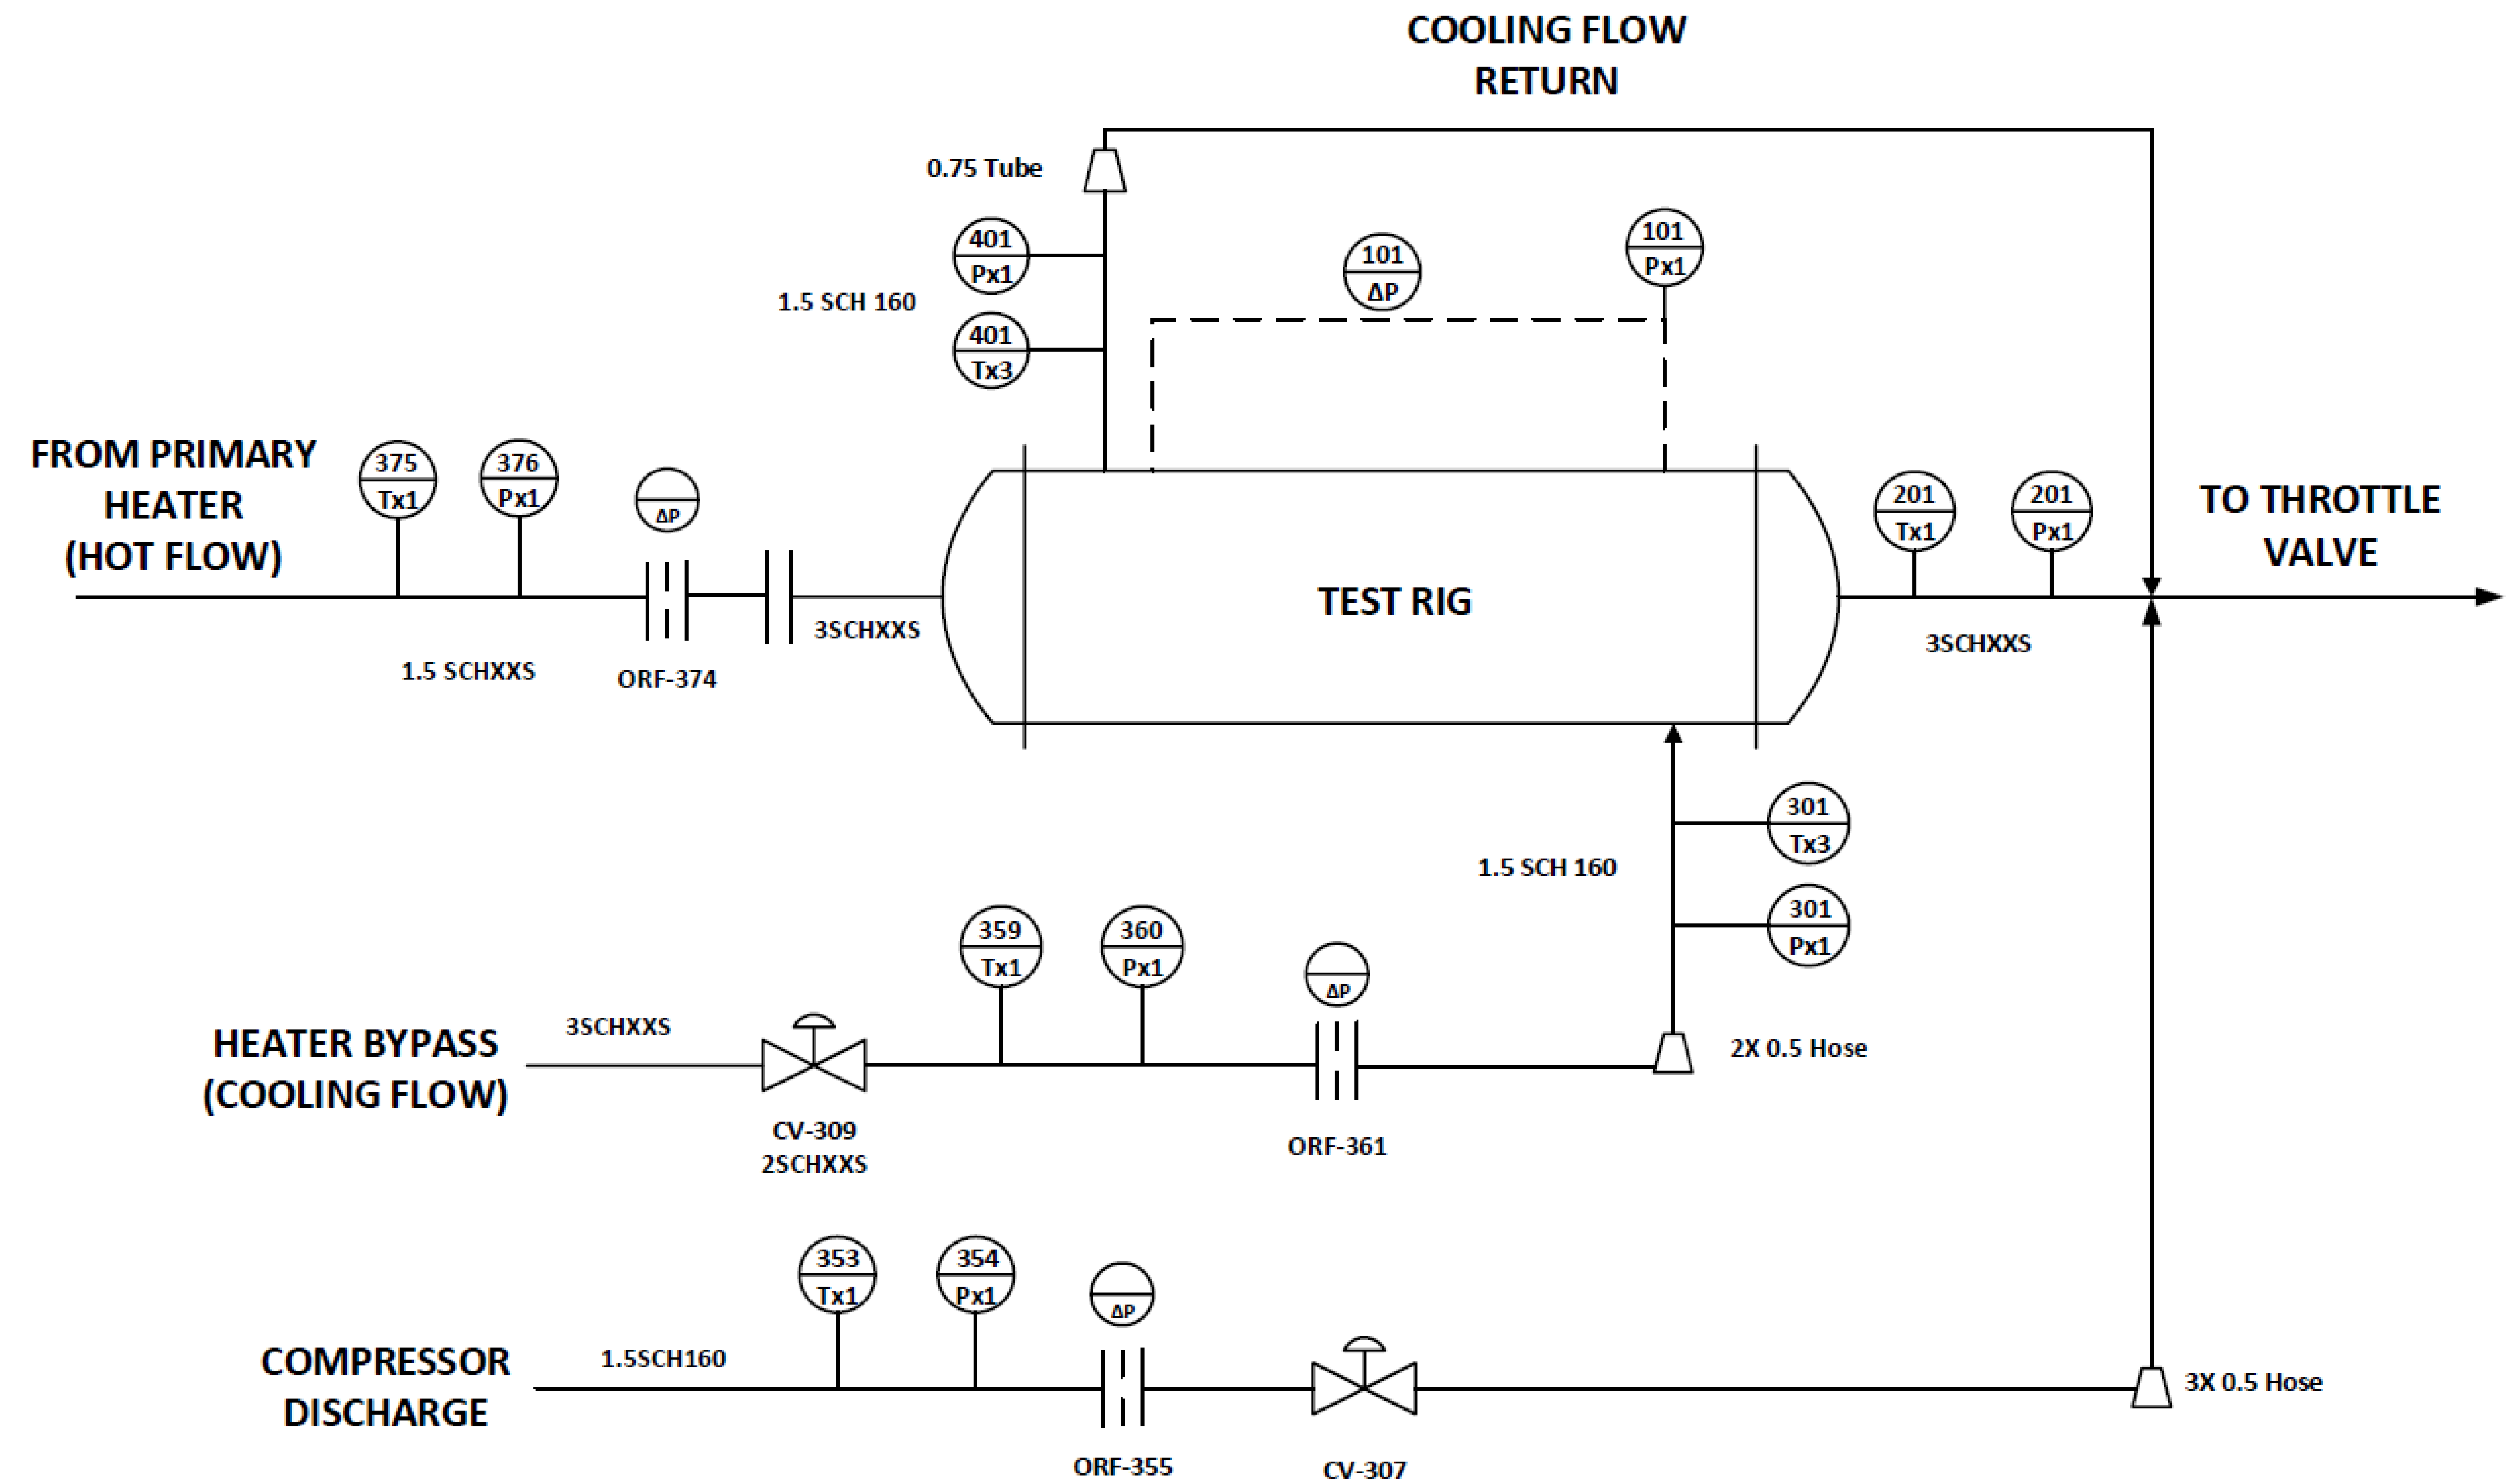 COOLING FLOW
RETURN
0.75 Tube
401
Px1
101
ΔP
101
Px1
1.5 SCH 160
401
Tx3
FROM PRIMARY
HEATER
(HOT FLOW)
375
Tx1
376
Px1
ΔP
201
Tx1
201
Px1
TO THROTTLE
VALVE
TEST RIG
3SCHXXS
3SCHXXS
1.5 SCHXXS
ORF-374
301
Tx3
1.5 SCH 160
301
Px1
359
Tx1
360
Px1
ΔP
HEATER BYPASS
(COOLING FLOW)
3SCHXXS
2X 0.5 Hose
CV-309
2SCHXXS
ORF-361
353
Tx1
354
Px1
ΔP
COMPRESSOR
DISCHARGE
1.5SCH160
3X 0.5 Hose
ORF-355
CV-307